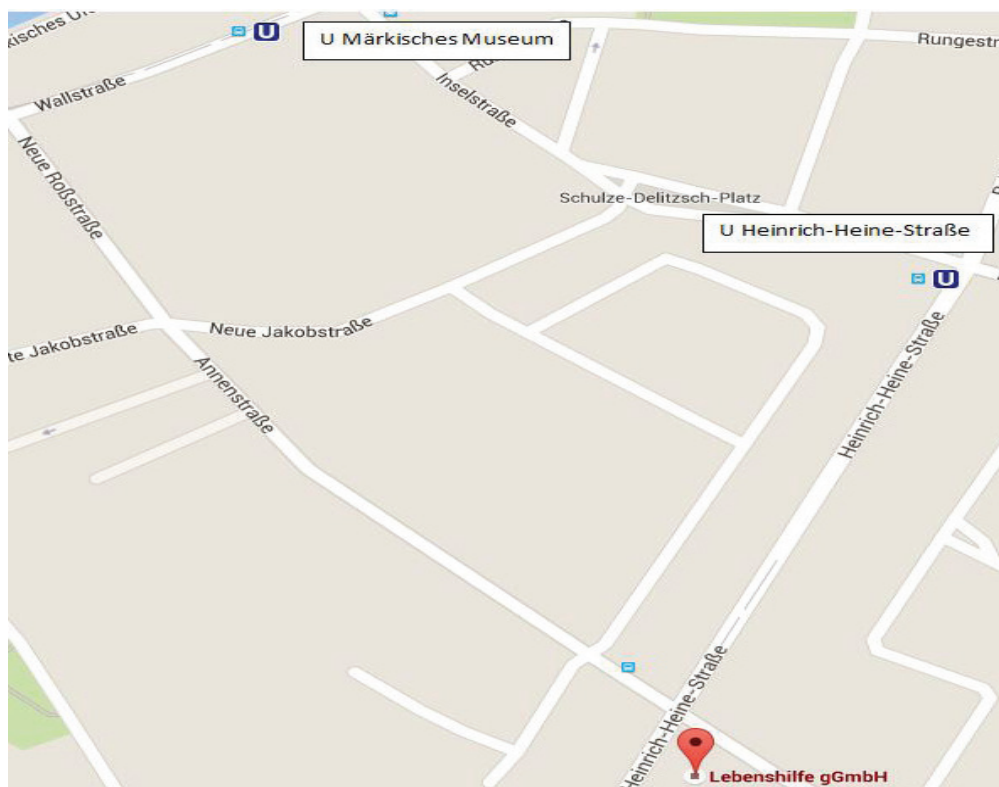 U Märkisches Museum
U
Rungestr
Wallstraße
Inselstraße
Neue Roßstraße
Schulze-Delitzsch-Platz
U Heinrich-Heine-Straße
U
te Jakobstraße
Neue Jakobstraße
Heinrich-Heine-Straße
Annenstraße
Heinrich-Heine-Straße
Lebenshilfe gGmbH